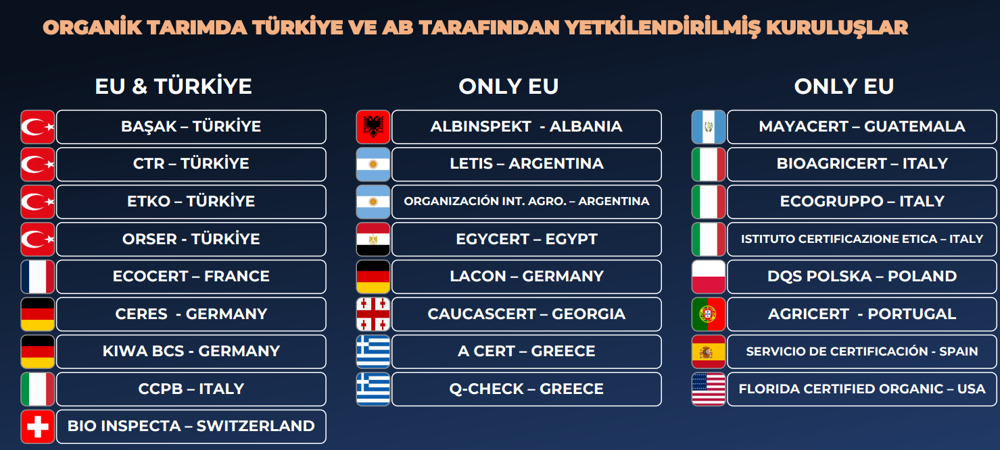 ORGANİK TARIMDA TÜRKİYE VE AB TARAFINDAN YETKİLENDİRİLMİŞ KURULUŞLAR
EU & TÜRKİYE
BAŞAK – TÜRKİYE
CTR – TÜRKİYE
ETKO – TÜRKİYE
ORSER - TÜRKİYE
ECOCERT – FRANCE
CERES - GERMANY
KIWA BCS - GERMANY
CCPB – ITALY
BIO INSPECTA – SWITZERLAND
ONLY EU
ALBINSPEKT - ALBANIA
LETIS – ARGENTINA
ORGANIZACIÓN INT. AGRO. – ARGENTINA
EGYCERT – EGYPT
LACON – GERMANY
CAUCASCERT – GEORGIA
A CERT – GREECE
Q-CHECK – GREECE
ONLY EU
MAYACERT – GUATEMALA
BIOAGRICERT – ITALY
ECOGRUPPO – ITALY
ISTITUTO CERTIFICAZIONE ETICA – ITALY
DQS POLSKA – POLAND
AGRICERT - PORTUGAL
SERVICIO DE CERTIFICACIÓN - SPAIN
FLORIDA CERTIFIED ORGANIC – USA